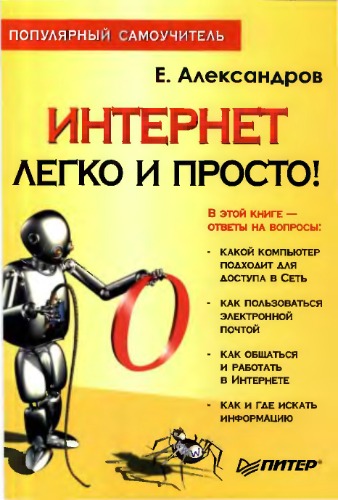 ПОПУЛЯРНЫЙ САМОУЧИТЕЛЬ
Е. Александров
ИНТЕРНЕТ
ЛЕГКО И ПРОСТО!
В ЭТОЙ КНИГЕ —
ОТВЕТЫ НА ВОПРОСЫ:
- КАКОЙ КОМПЬЮТЕР
ПОДХОДИТ ДЛЯ
ДОСТУПА В СЕТЬ
- КАК ПОЛЬЗОВАТЬСЯ
ЭЛЕКТРОННОЙ
ПОЧТОЙ
- КАК ОБЩАТЬСЯ
И РАБОТАТЬ
В ИНТЕРНЕТЕ
- КАК И ГДЕ ИСКАТЬ
ИНФОРМАЦИЮ
О
W
ПИТЕР®